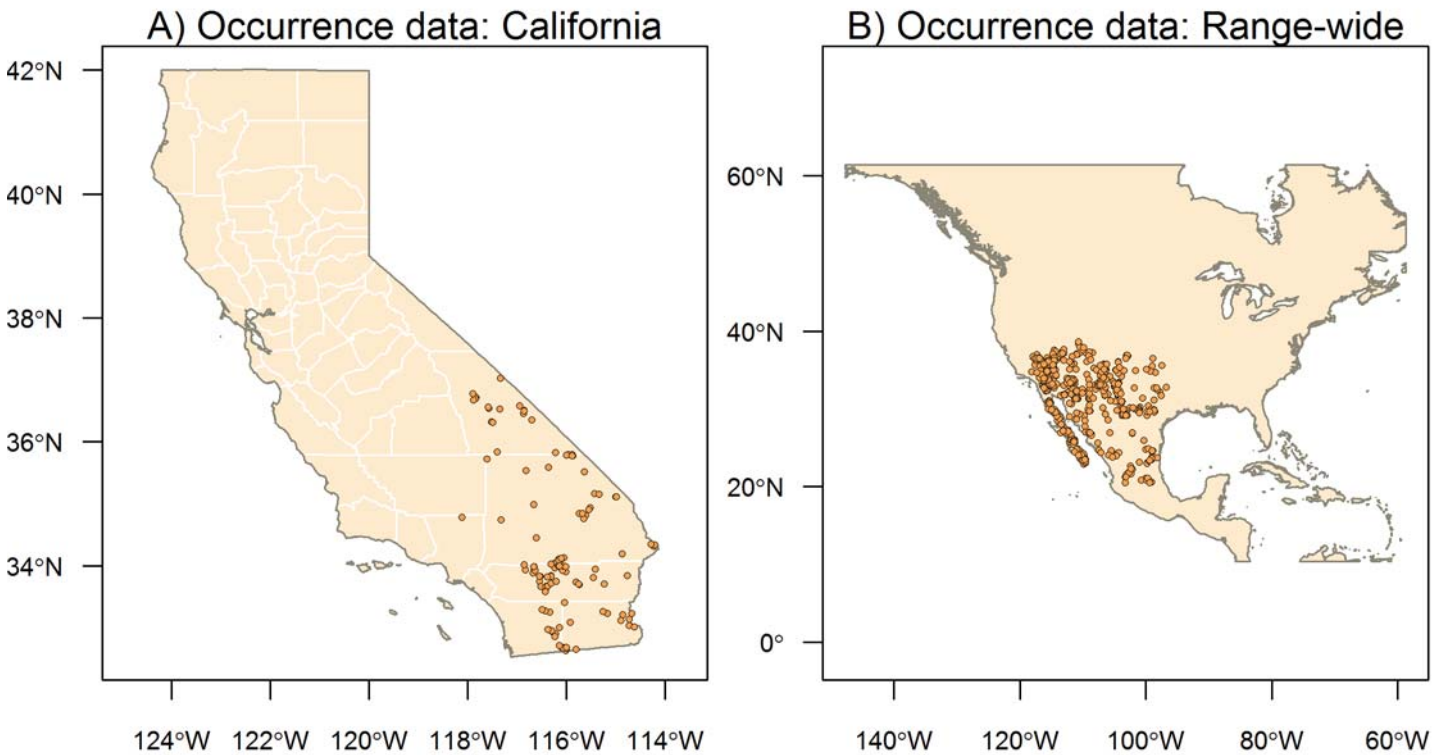 A) Occurrence data: California
42°N
40°N
38°N
36°N
34°N
124°W 122°W 120°W 118°W 116°W 114°W
B) Occurrence data: Range-wide
60°N
40°N
20°N
0°
140°W 120°W 100°W 80°W 60°W